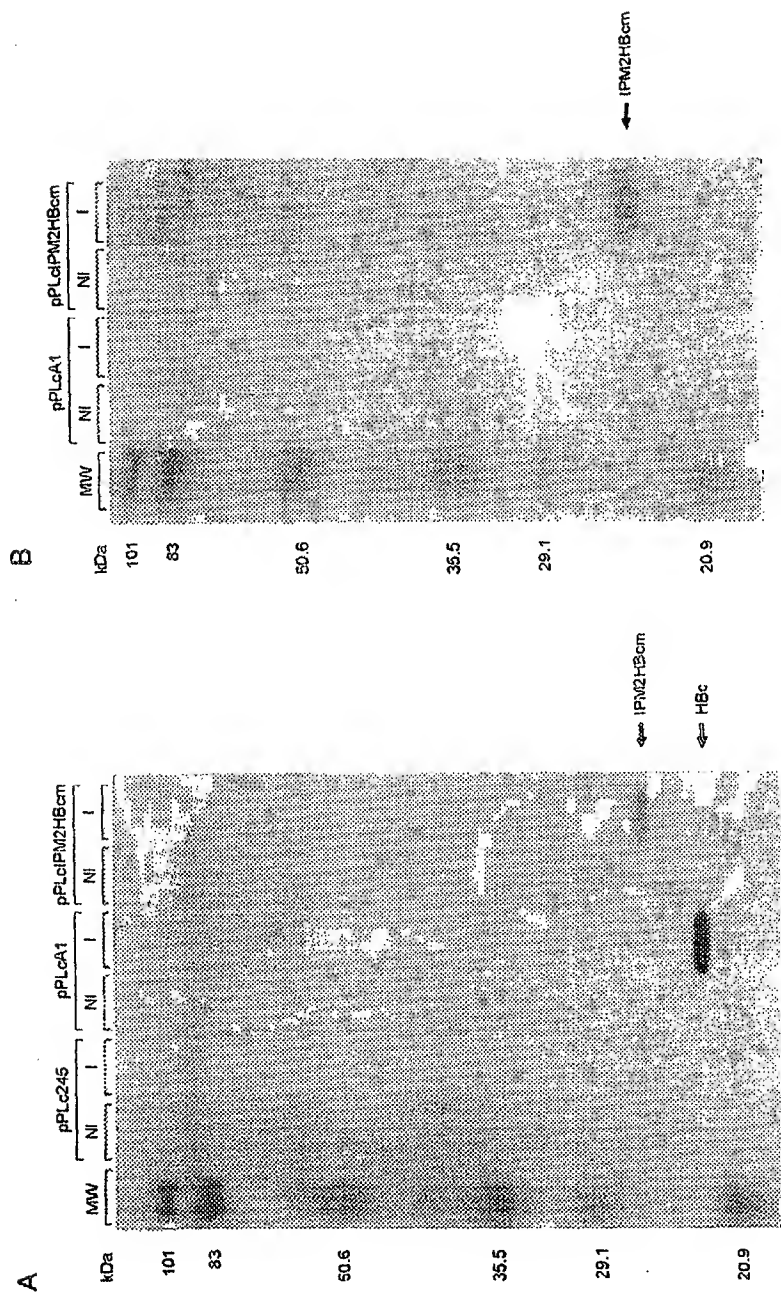 A
pPLc245 pPLcA1 pPLcIPM2HBcm
kDa MW NI I NI I NI I
101
83
50.6
35.5
29.1
20.9
IPM2HBcm
HBc
B
pPLcA1 pPLcIPM2HBcm
kDa MW NI I NI I
101
83
50.6
35.5
29.1
20.9
IPM2HBcm